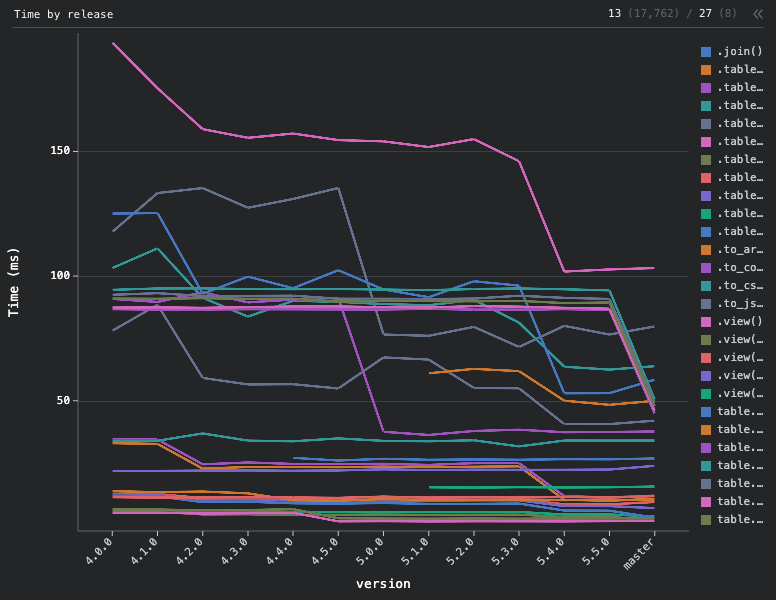 Time by release
13 (17,762) / 27 (8) «
.join()
.table…
.table…
.table…
.table…
.table…
.table…
.table…
.table…
.table…
.table…
.to_ar…
.to_co…
.to_cs…
.to_js…
.view()
.view(…
.view(…
.view(…
.view(…
table.…
table.…
table.…
table.…
table.…
table.…
table.…
150
100
50
Time (ms)
4.0.0
4.1.0
4.2.0
4.3.0
4.4.0
4.5.0
5.0.0
5.1.0
5.2.0
5.3.0
5.4.0
5.5.0
master
version